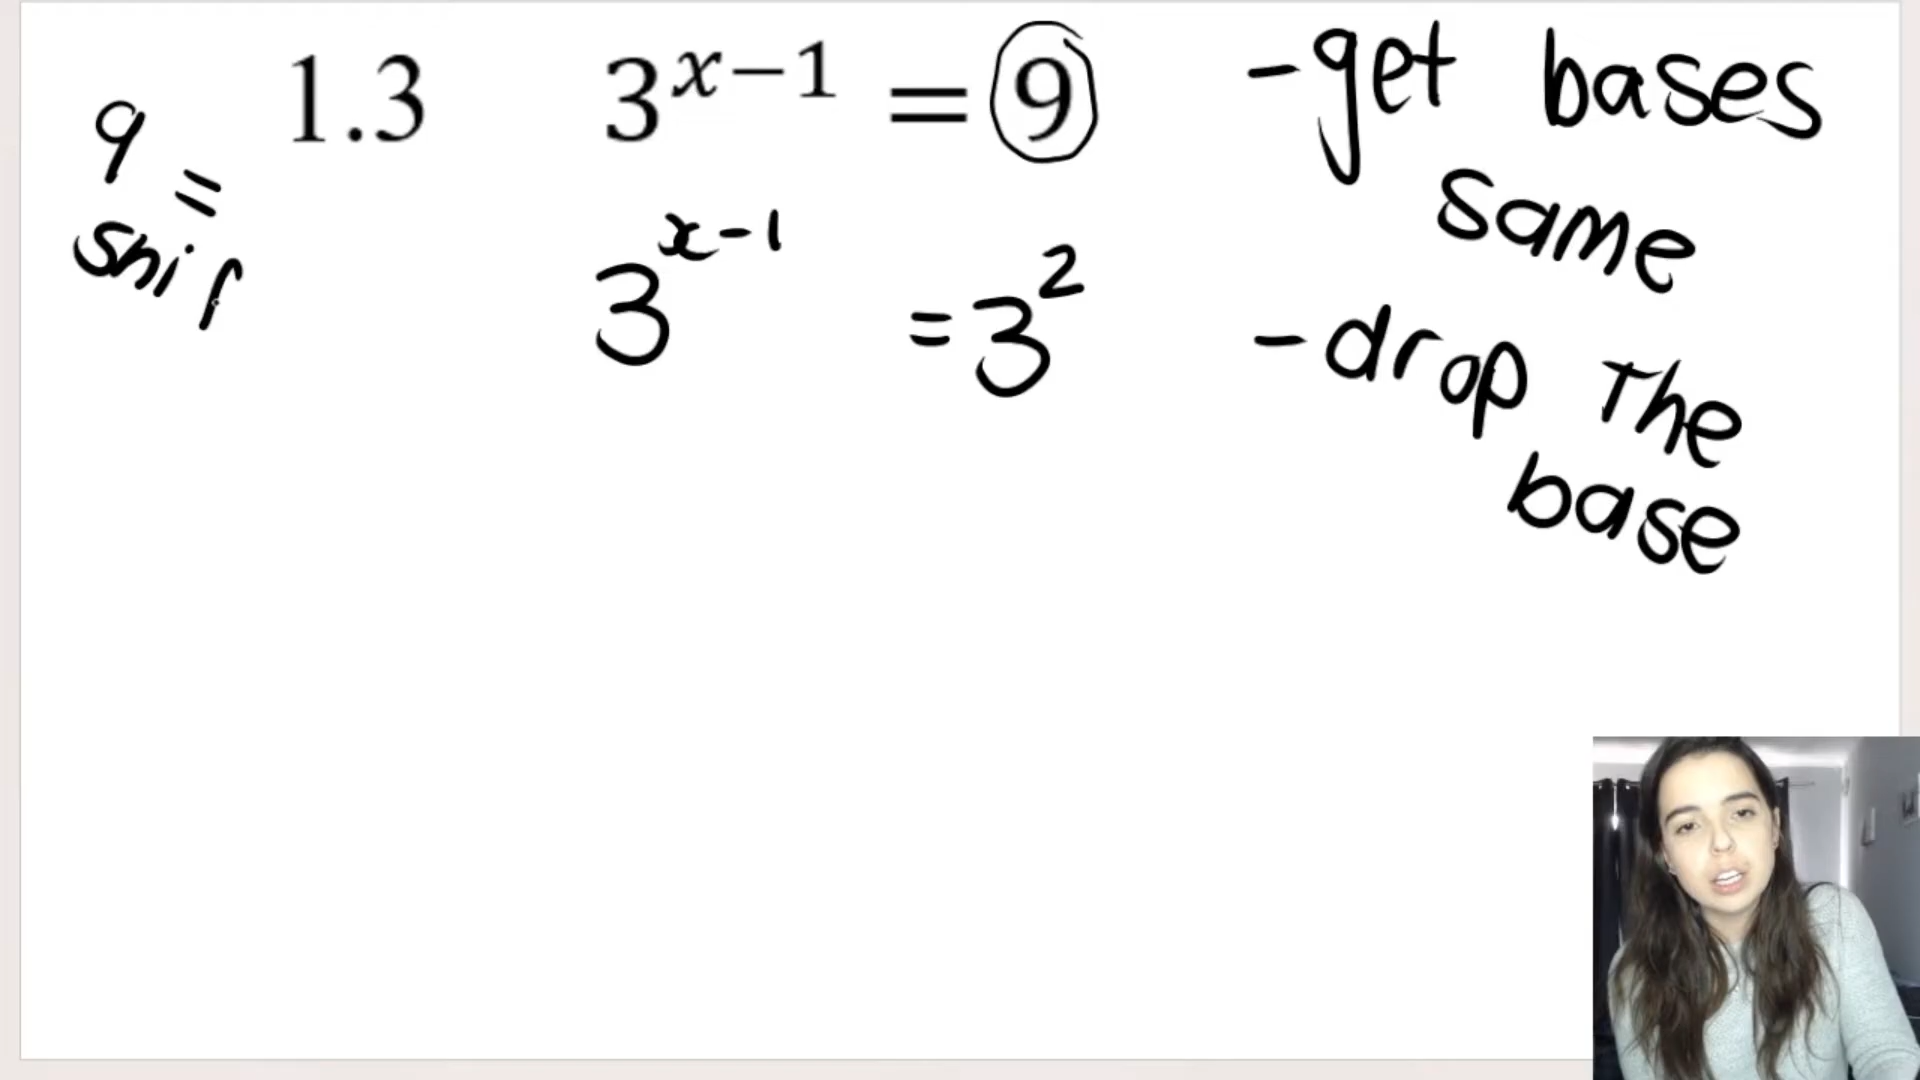 1.3 3^{x-1} = 9
9 =
shif
3^{x-1} = 3^2
- get bases
same
- drop the
base